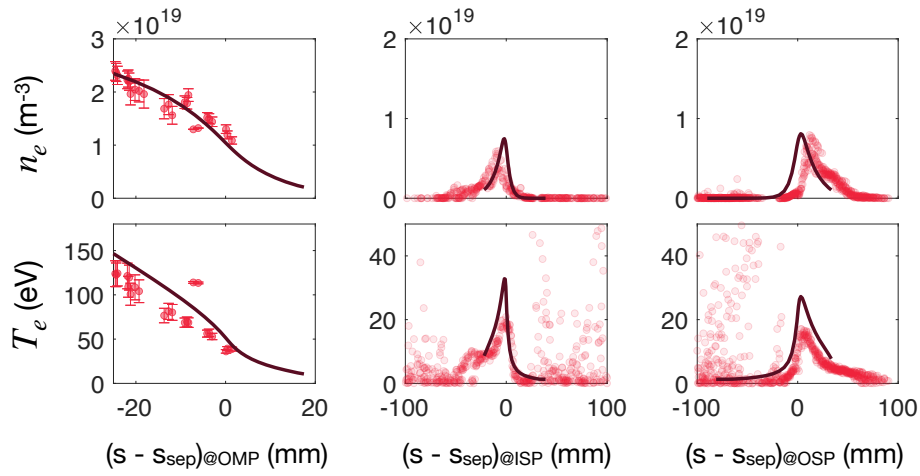 ×10^19 ×10^19 ×10^19
3 2 2
2
1 1 1
0 0 0
n_e (m^-3)
150 40 40
100
50 20 20
0 0 0
T_e (eV)
-20 0 20 -100 0 100 -100 0 100
(s - s_sep)@OMP (mm) (s - s_sep)@ISP (mm) (s - s_sep)@OSP (mm)